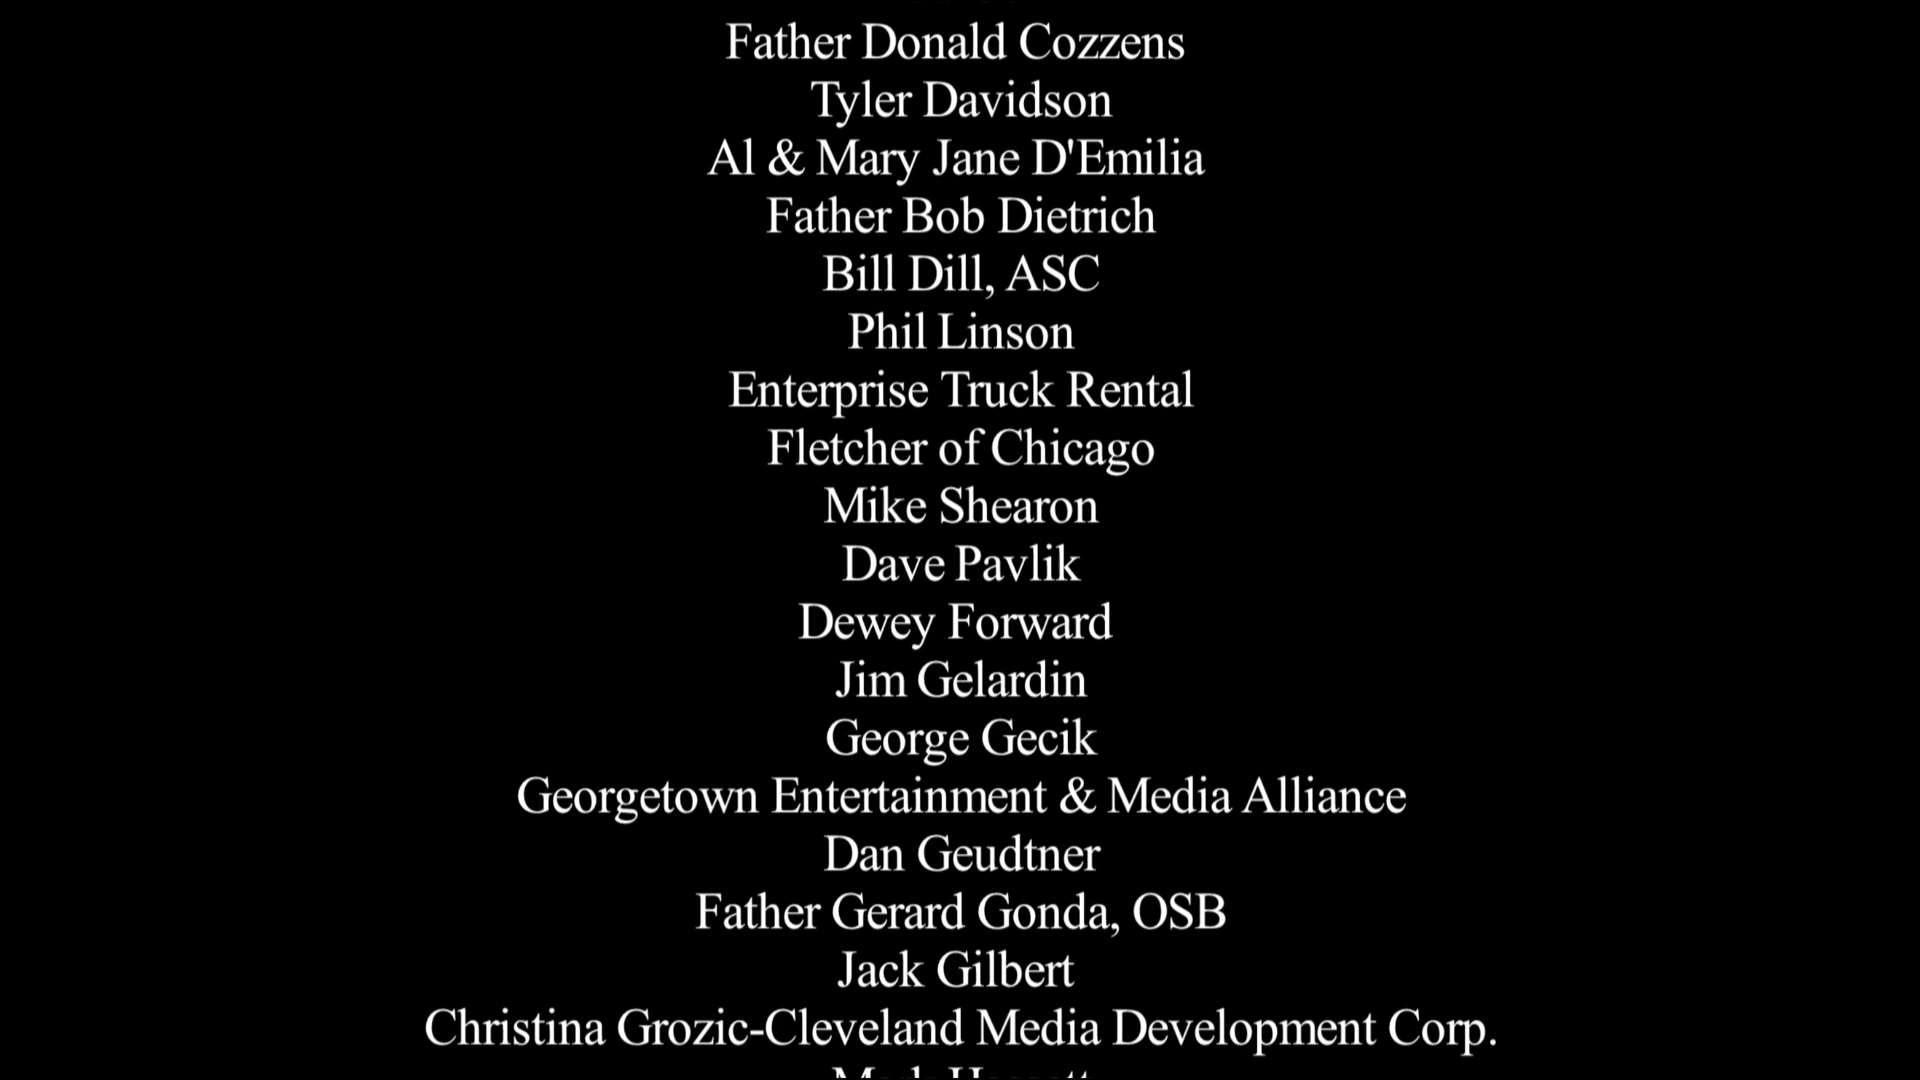 Father Donald Cozzens
Tyler Davidson
Al & Mary Jane D'Emilia
Father Bob Dietrich
Bill Dill, ASC
Phil Linson
Enterprise Truck Rental
Fletcher of Chicago
Mike Shearon
Dave Pavlik
Dewey Forward
Jim Gelardin
George Gecik
Georgetown Entertainment & Media Alliance
Dan Geudtner
Father Gerard Gonda, OSB
Jack Gilbert
Christina Grozic-Cleveland Media Development Corp.